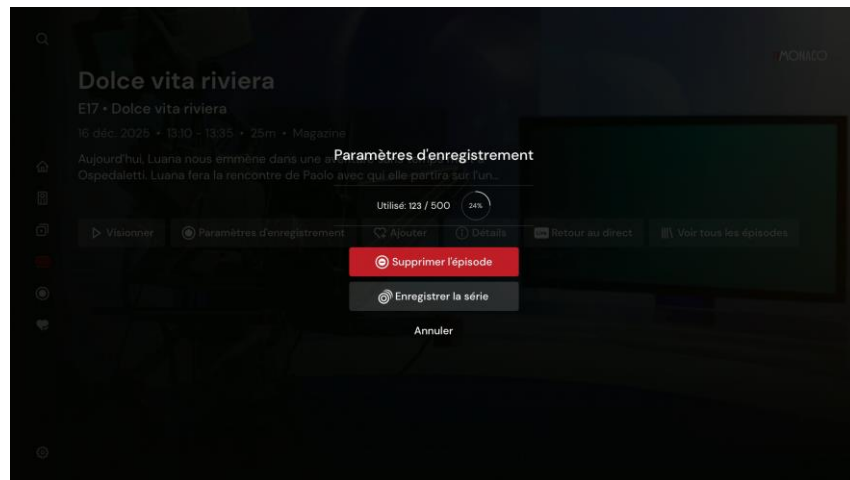 MONACO
Dolce vita riviera
E17 • Dolce vita riviera
16 déc. 2025 • 13:10 - 13:35 • 25m • Magazine
Aujourd'hui, Luana nous emmène dans une
Ospedaletti. Luana fera la rencontre de Paolo avec qui elle partira sur l'un...
Paramètres d'enregistrement
Utilisé: 123 / 500 24%
Visionner Paramètres d'enregistrement Ajouter Détails Retour au direct Voir tous les épisodes
Supprimer l'épisode
Enregistrer la série
Annuler